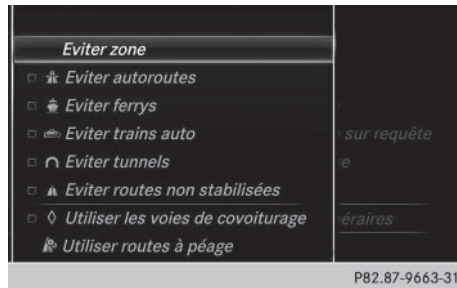 Eviter zone
Eviter autoroutes
Eviter ferrys
Eviter trains auto
sur requête
Eviter tunnels
e
Eviter routes non stabilisées
Utiliser les voies de covoiturage
éraires
Utiliser routes à péage
P82.87-9663-31